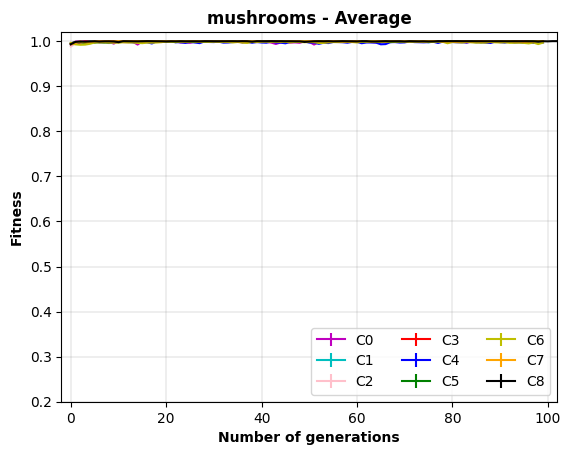 mushrooms - Average
1.0
0.9
0.8
0.7
0.6
0.5
0.4
0.3
0.2
Fitness
C0 C3 C6
C1 C4 C7
C2 C5 C8
0 20 40 60 80 100
Number of generations